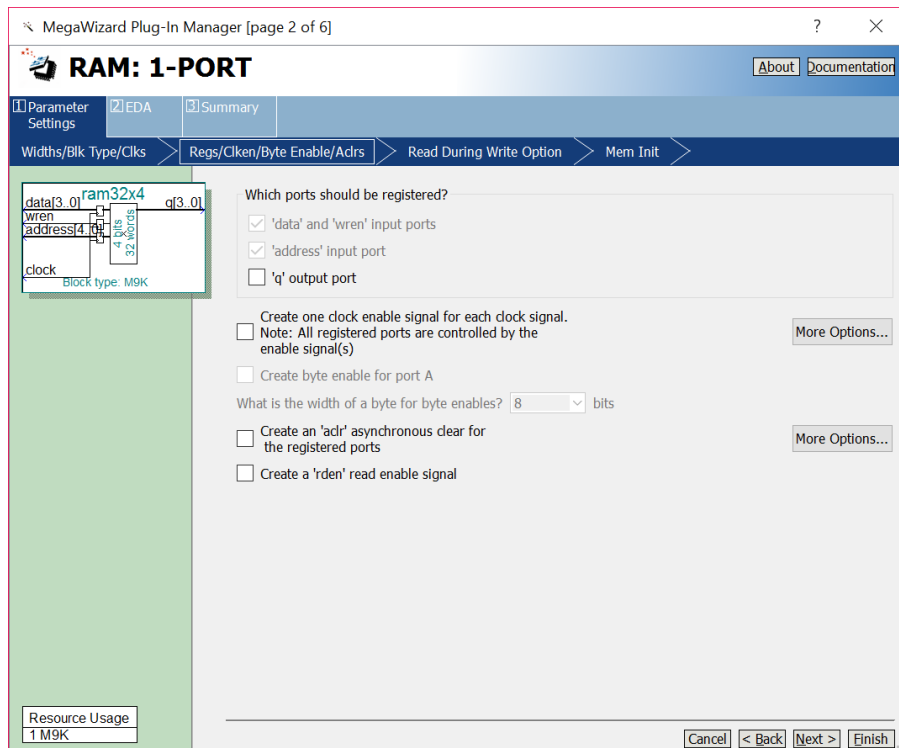 MegaWizard Plug-In Manager [page 2 of 6]
?
RAM: 1-PORT
About
Documentation
1 Parameter Settings
2 EDA
3 Summary
Widths/Blk Type/Clks
Regs/Clken/Byte Enable/Aclrs
Read During Write Option
Mem Init
ram32x4
data[3..0]
q[3..0]
wren
address[4..0]
4 bits
32 words
clock
Block type: M9K
Which ports should be registered?
'data' and 'wren' input ports
'address' input port
'q' output port
Create one clock enable signal for each clock signal.
Note: All registered ports are controlled by the
enable signal(s)
More Options...
Create byte enable for port A
What is the width of a byte for byte enables? 8 bits
Create an 'aclr' asynchronous clear for
the registered ports
More Options...
Create a 'rden' read enable signal
Resource Usage
1 M9K
Cancel
< Back
Next >
Finish